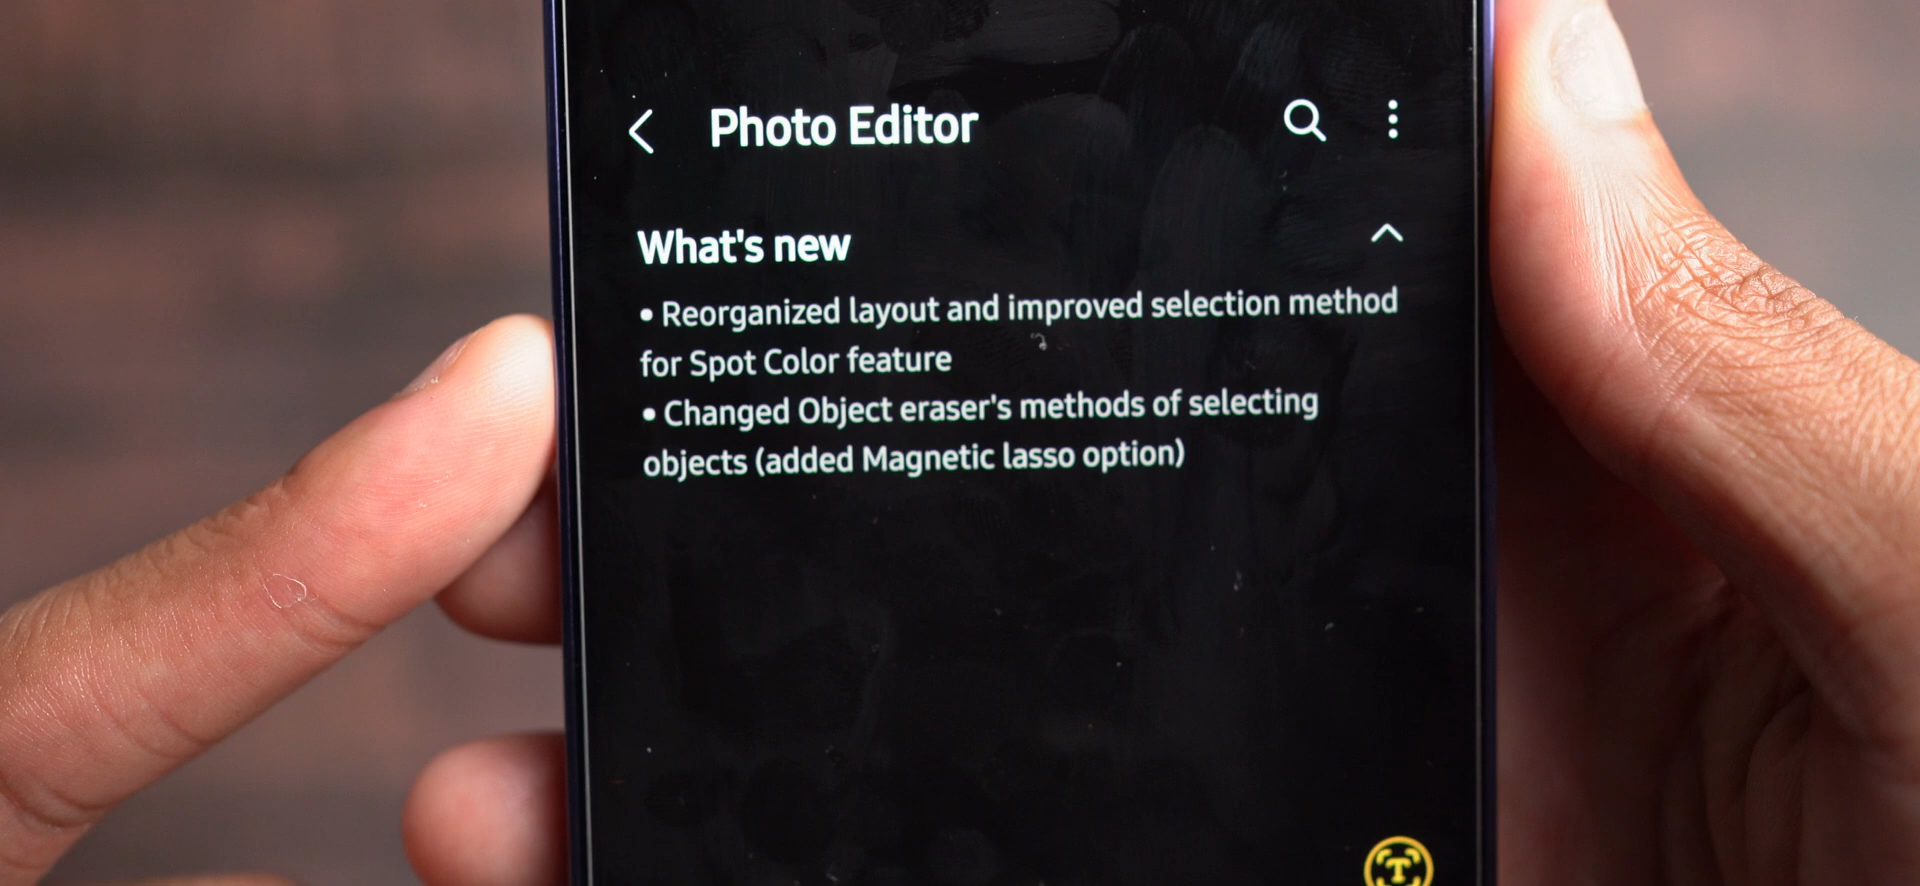 Photo Editor
What's new
• Reorganized layout and improved selection method
for Spot Color feature
• Changed Object eraser's methods of selecting
objects (added Magnetic lasso option)
T